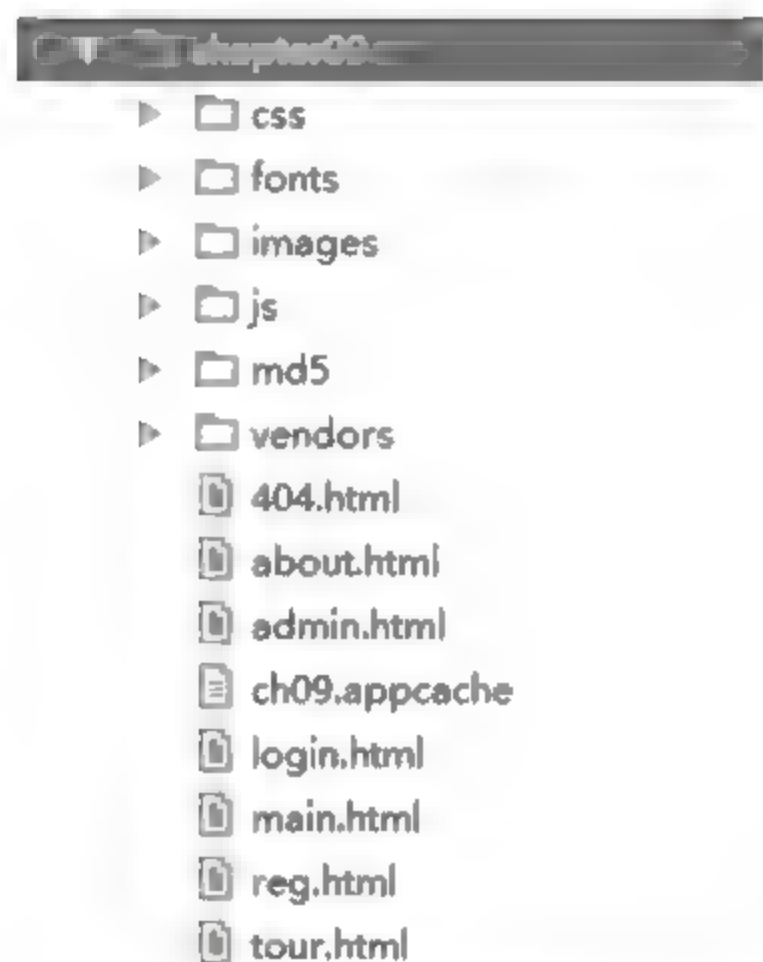 chapter09
css
fonts
images
js
md5
vendors
404.html
about.html
admin.html
ch09.appcache
login.html
main.html
reg.html
tour.html